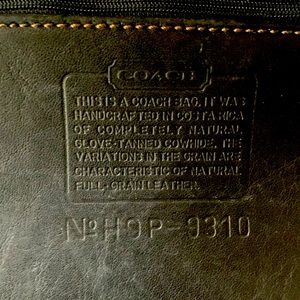 COACH
THIS IS A COACH BAG. IT WAS
HANDCRAFTED IN COSTA RICA
OF COMPLETELY NATURAL
GLOVE-TANNED COWHIDE. THE
VARIATIONS IN THE GRAIN ARE
CHARACTERISTIC OF NATURAL
FULL-GRAIN LEATHER.
No H9P-9310